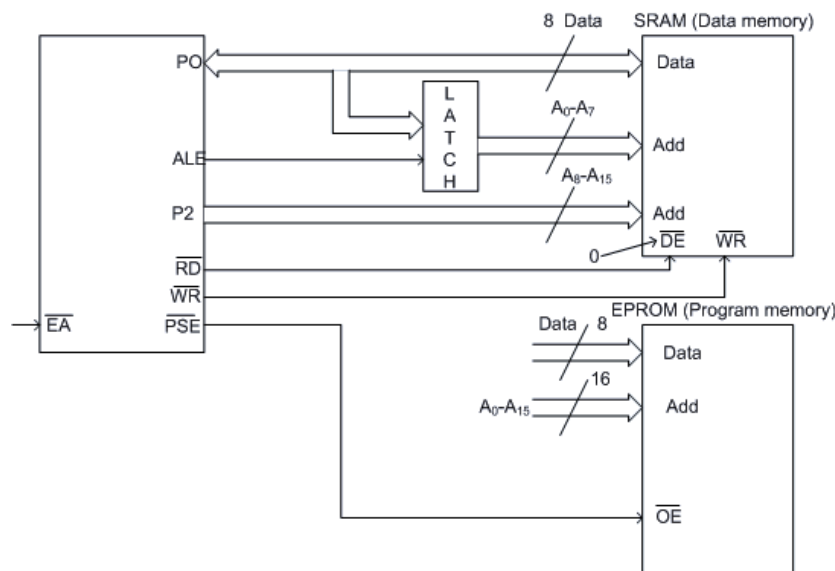 8 Data
SRAM (Data memory)
PO
Data
LATCH
A₀-A₇
Add
ALE
A₈-A₁₅
P2
Add
0
DE WR
RD
WR
EPROM (Program memory)
EA
PSE
Data 8
Data
16
A₀-A₁₅
Add
OE